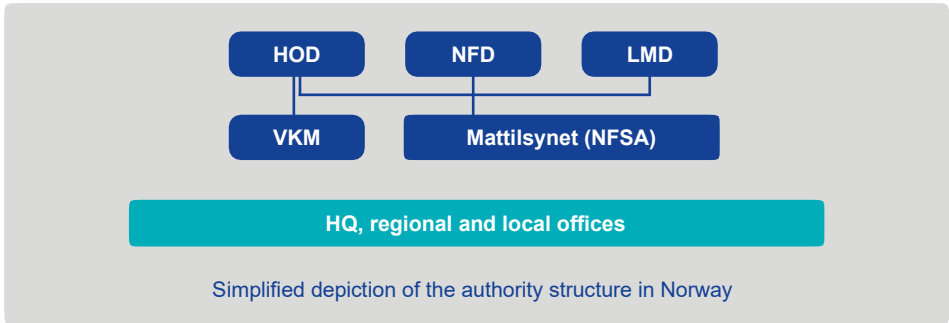 HOD
NFD
LMD
VKM
Mattilsynet (NFSA)
HQ, regional and local offices
Simplified depiction of the authority structure in Norway